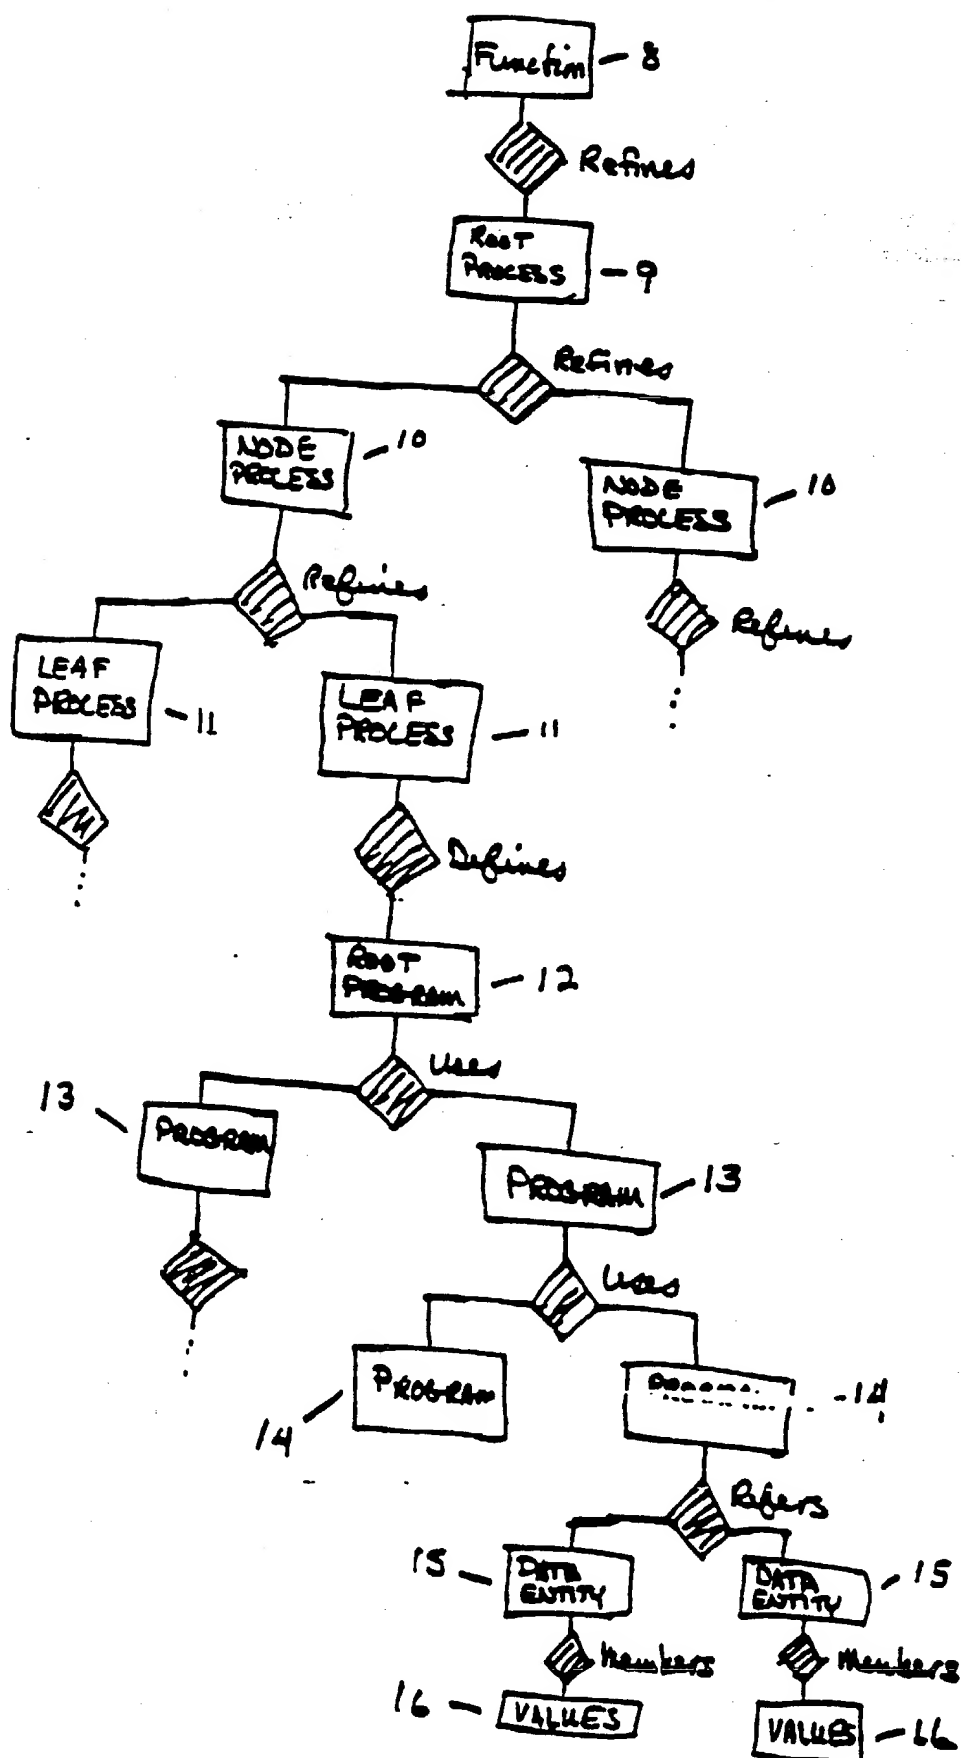 Function
8
Refines
ROOT
PROCESS
9
Refines
NODE
PROCESS
10
NODE
PROCESS
10
Refines
Refines
LEAF
PROCESS
11
LEAF
PROCESS
11
Defines
ROOT
PROGRAM
12
Uses
13
PROGRAM
PROGRAM
13
Uses
PROGRAM
14
14
Refers
15
DATA
ENTITY
DATA
ENTITY
15
Members
Members
16
VALUES
VALUES
16